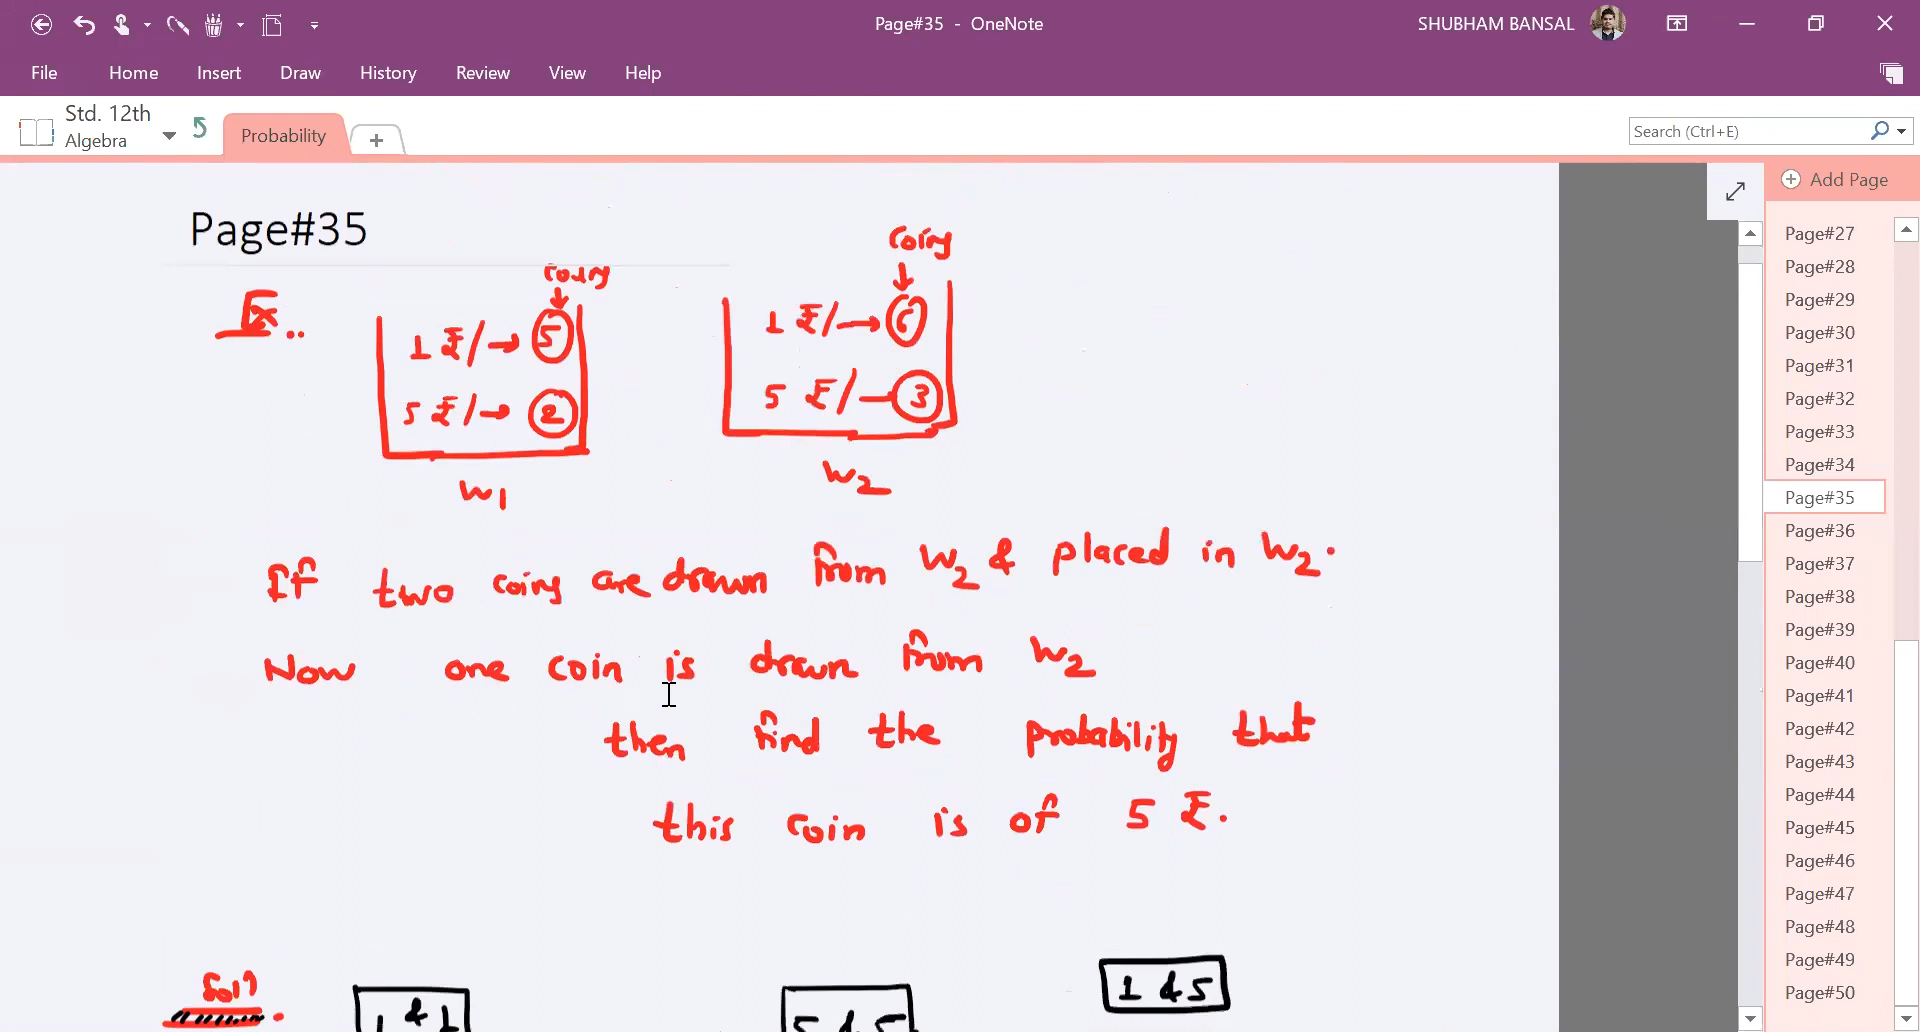 Page#35 - OneNote
SHUBHAM BANSAL
File Home Insert Draw History Review View Help
Std. 12th
Algebra
Probability
+
Search (Ctrl+E)
Add Page
Page#35
Ex..
coins
1 ₹/→ 5
5 ₹/→ 2
W1
coins
1 ₹/→ 6
5 ₹/— 3
W2
If two coins are drawn from W2 & placed in W2.
Now one coin is drawn from W2
then find the probability that
this coin is of 5 ₹.
Sol?
1 & 1
5 & 5
1 & 5
Page#27
Page#28
Page#29
Page#30
Page#31
Page#32
Page#33
Page#34
Page#35
Page#36
Page#37
Page#38
Page#39
Page#40
Page#41
Page#42
Page#43
Page#44
Page#45
Page#46
Page#47
Page#48
Page#49
Page#50